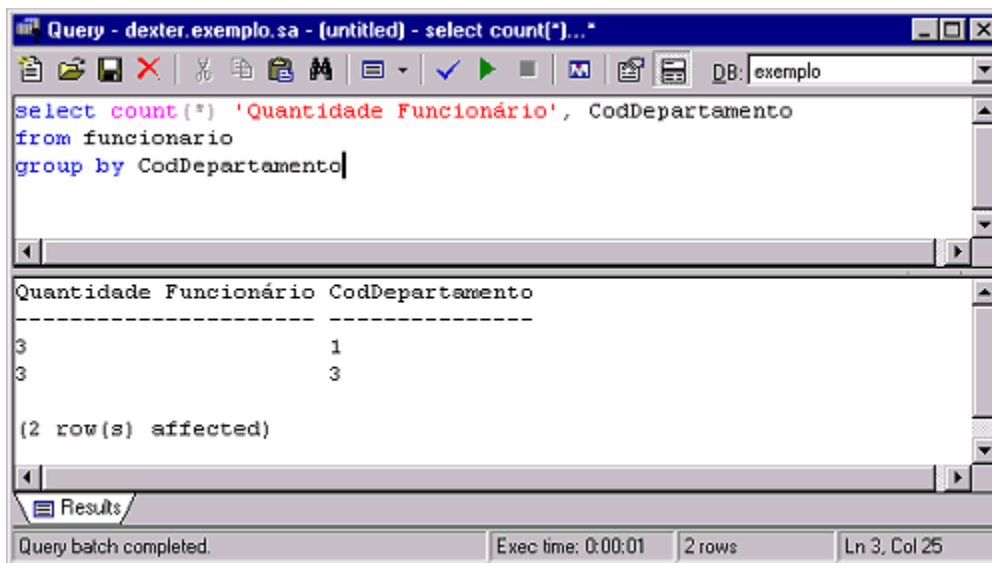 Query - dexter.exemplo.sa - (untitled) - select count(*)...*
DB: exemplo
select count(*) 'Quantidade Funcionário', CodDepartamento
from funcionario
group by CodDepartamento
Quantidade Funcionário CodDepartamento
---------------------- ---------------
3 1
3 3
(2 row(s) affected)
Results
Query batch completed. Exec time: 0:00:01 2 rows Ln 3, Col 25